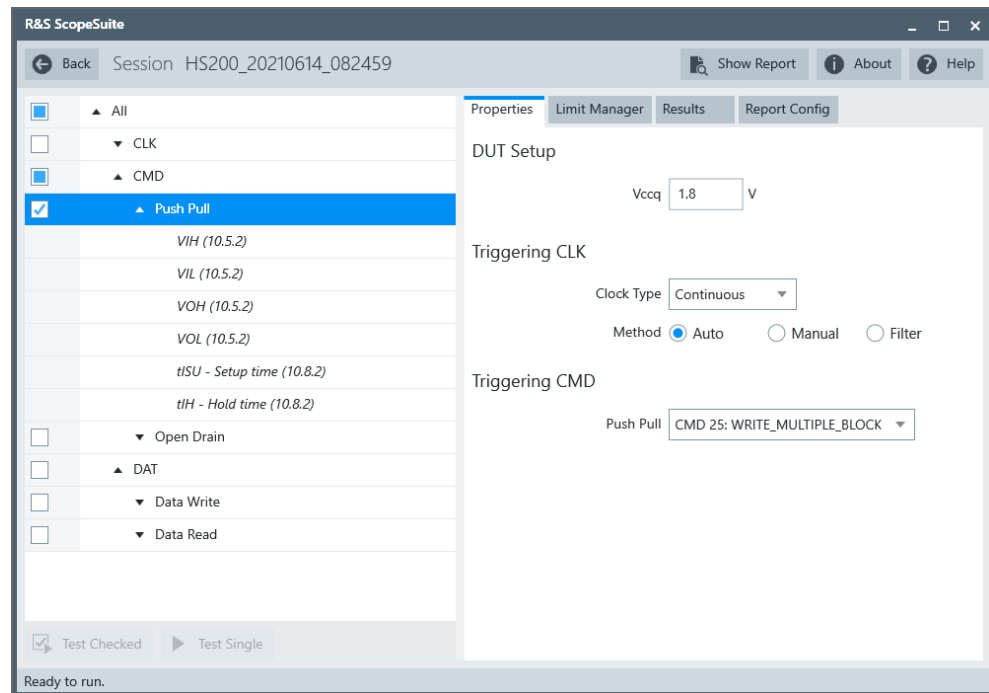 R&S ScopeSuite
Back Session HS200_20210614_082459 Show Report About Help
All
CLK
CMD
Push Pull
VIH (10.5.2)
VIL (10.5.2)
VOH (10.5.2)
VOL (10.5.2)
tISU - Setup time (10.8.2)
tIH - Hold time (10.8.2)
Open Drain
DAT
Data Write
Data Read
Test Checked Test Single
Properties Limit Manager Results Report Config
DUT Setup
Vccq 1.8 V
Triggering CLK
Clock Type Continuous
Method Auto Manual Filter
Triggering CMD
Push Pull CMD 25: WRITE_MULTIPLE_BLOCK
Ready to run.